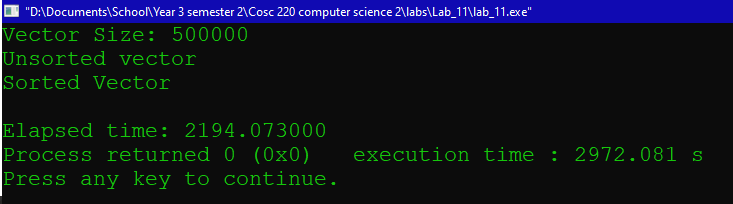 "D:\Documents\School\Year 3 semester 2\Cosc 220 computer science 2\labs\Lab_11\lab_11.exe"
Vector Size: 500000
Unsorted vector
Sorted Vector
Elapsed time: 2194.073000
Process returned 0 (0x0)   execution time : 2972.081 s
Press any key to continue.